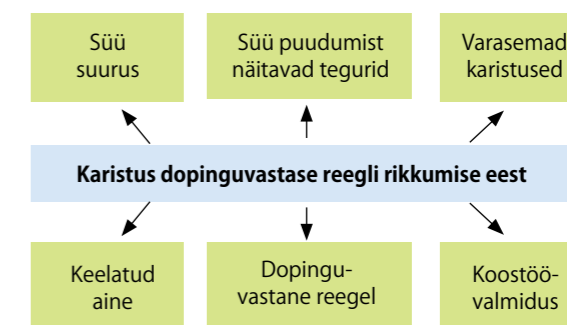 Süü
suurus
Süü puudumist
näitavad tegurid
Varasemad
karistused
Karistus dopinguvastase reegli rikkumise eest
Keelatud
aine
Dopingu-
vastane reegel
Koostöö-
valmidus